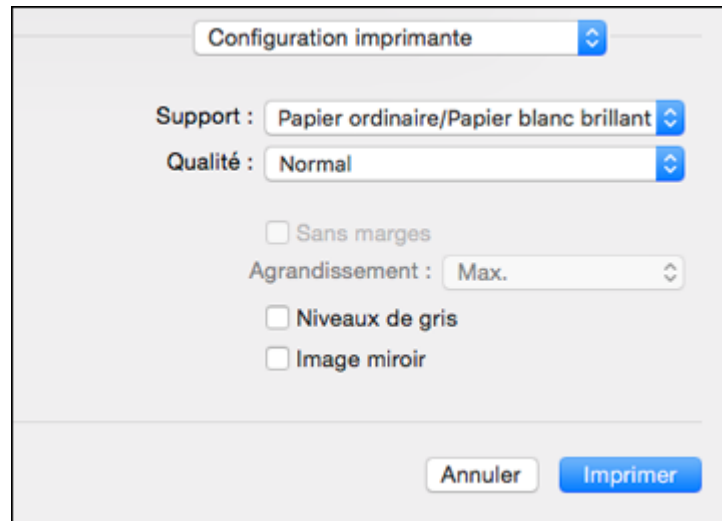 Configuration imprimante
Support : Papier ordinaire/Papier blanc brillant
Qualité : Normal
Sans marges
Agrandissement : Max.
Niveaux de gris
Image miroir
Annuler Imprimer